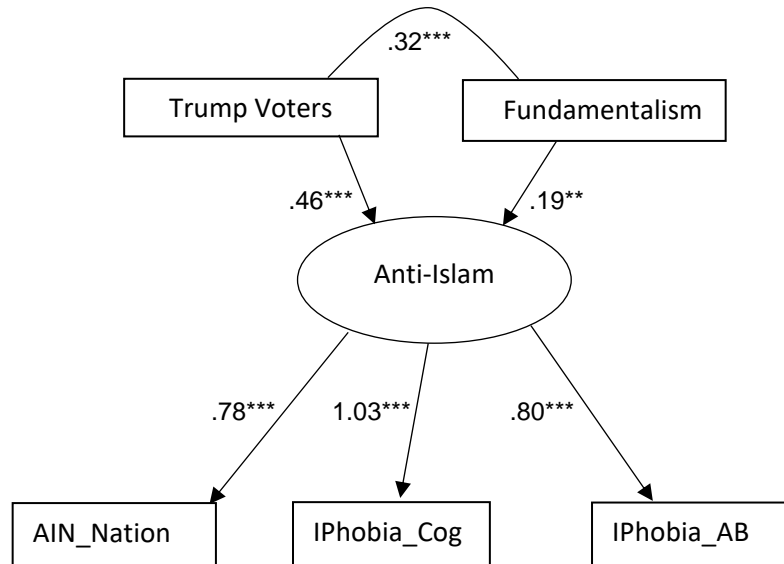 .32***
Trump Voters
Fundamentalism
.46***
.19**
Anti-Islam
.78***
1.03***
.80***
AIN_Nation
IPhobia_Cog
IPhobia_AB